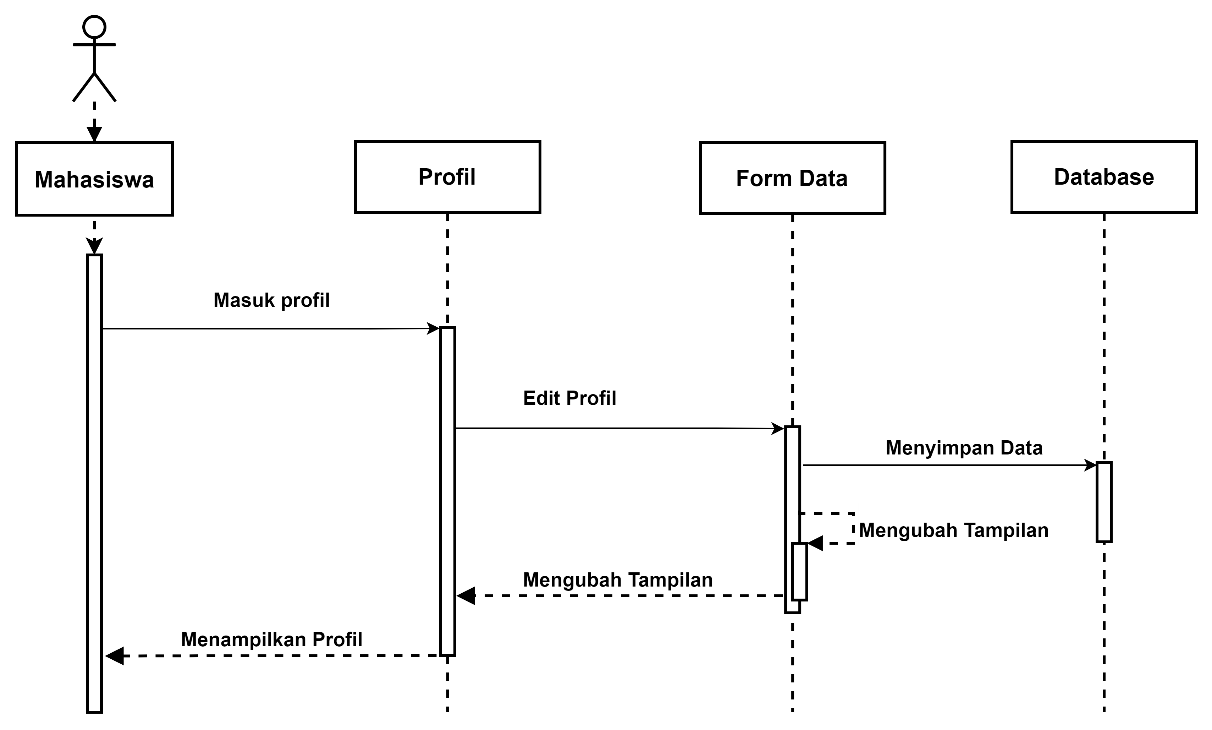 Mahasiswa
Profil
Form Data
Database
Masuk profil
Edit Profil
Menyimpan Data
Mengubah Tampilan
Mengubah Tampilan
Menampilkan Profil